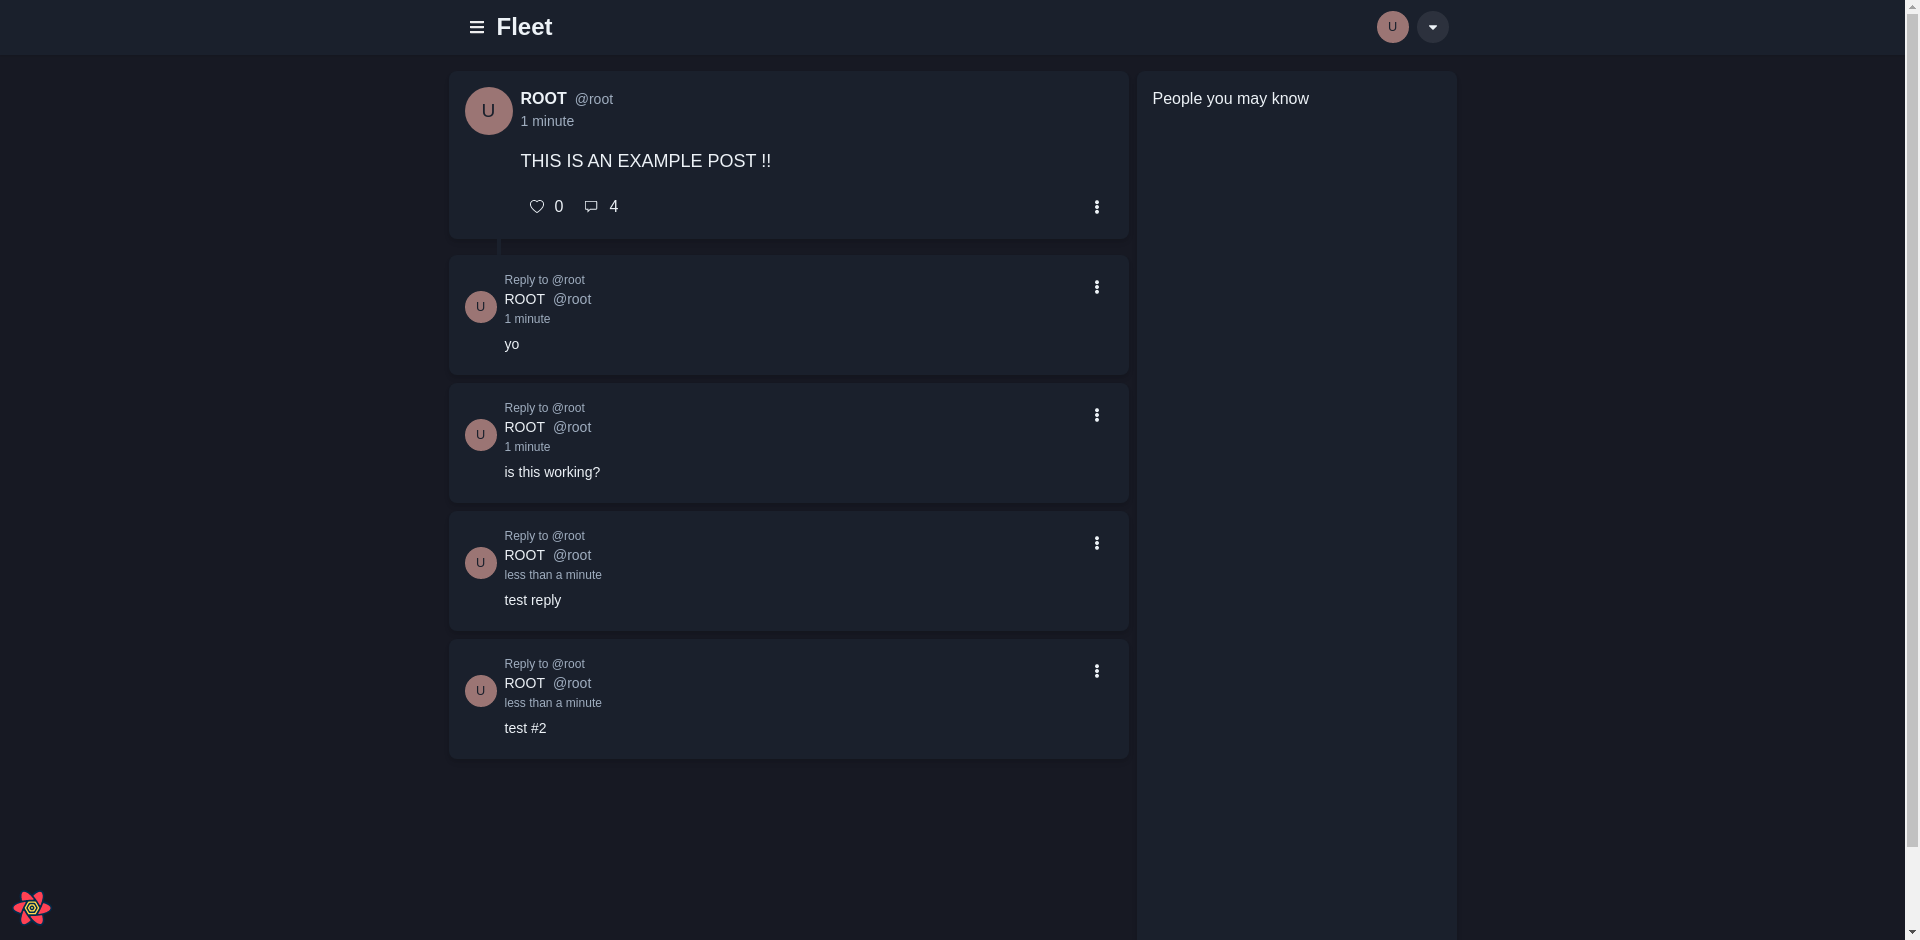 Fleet
U
U
ROOT @root
1 minute
THIS IS AN EXAMPLE POST !!
0 4
Reply to @root
U
ROOT @root
1 minute
yo
Reply to @root
U
ROOT @root
1 minute
is this working?
Reply to @root
U
ROOT @root
less than a minute
test reply
Reply to @root
U
ROOT @root
less than a minute
test #2
People you may know